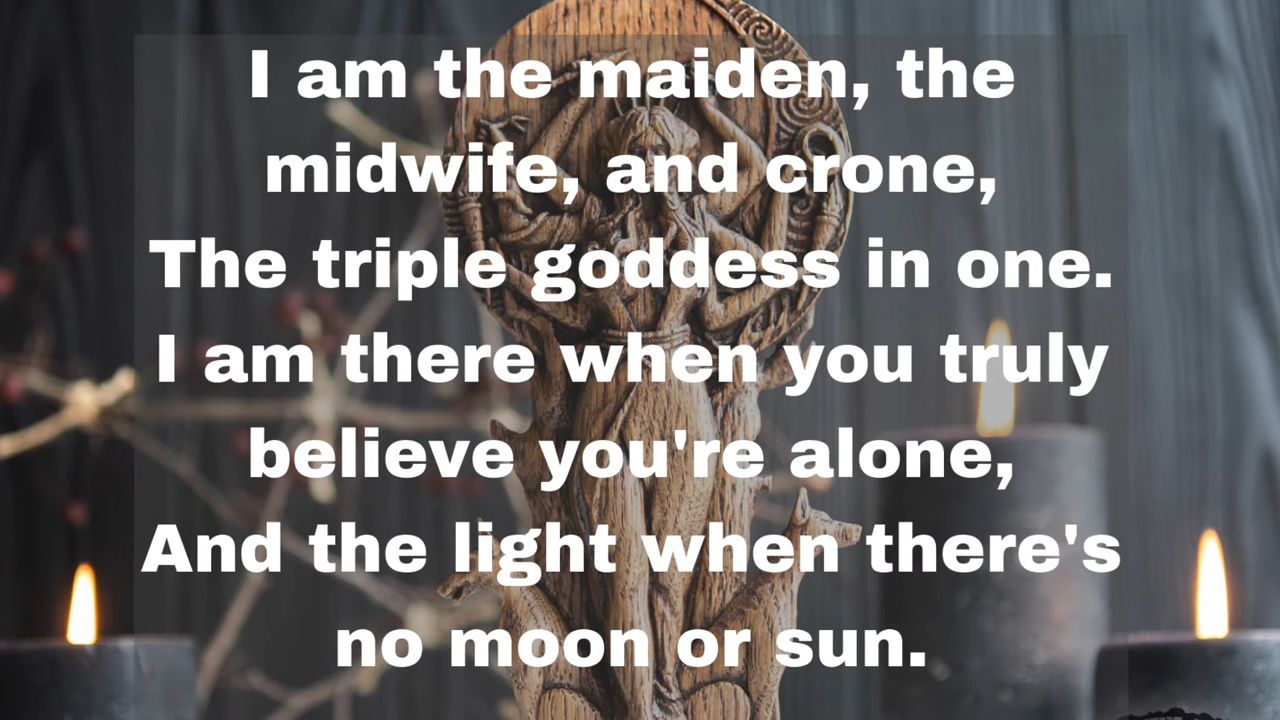 I am the maiden, the
midwife, and crone,
The triple goddess in one.
I am there when you truly
believe you're alone,
And the light when there's
no moon or sun.